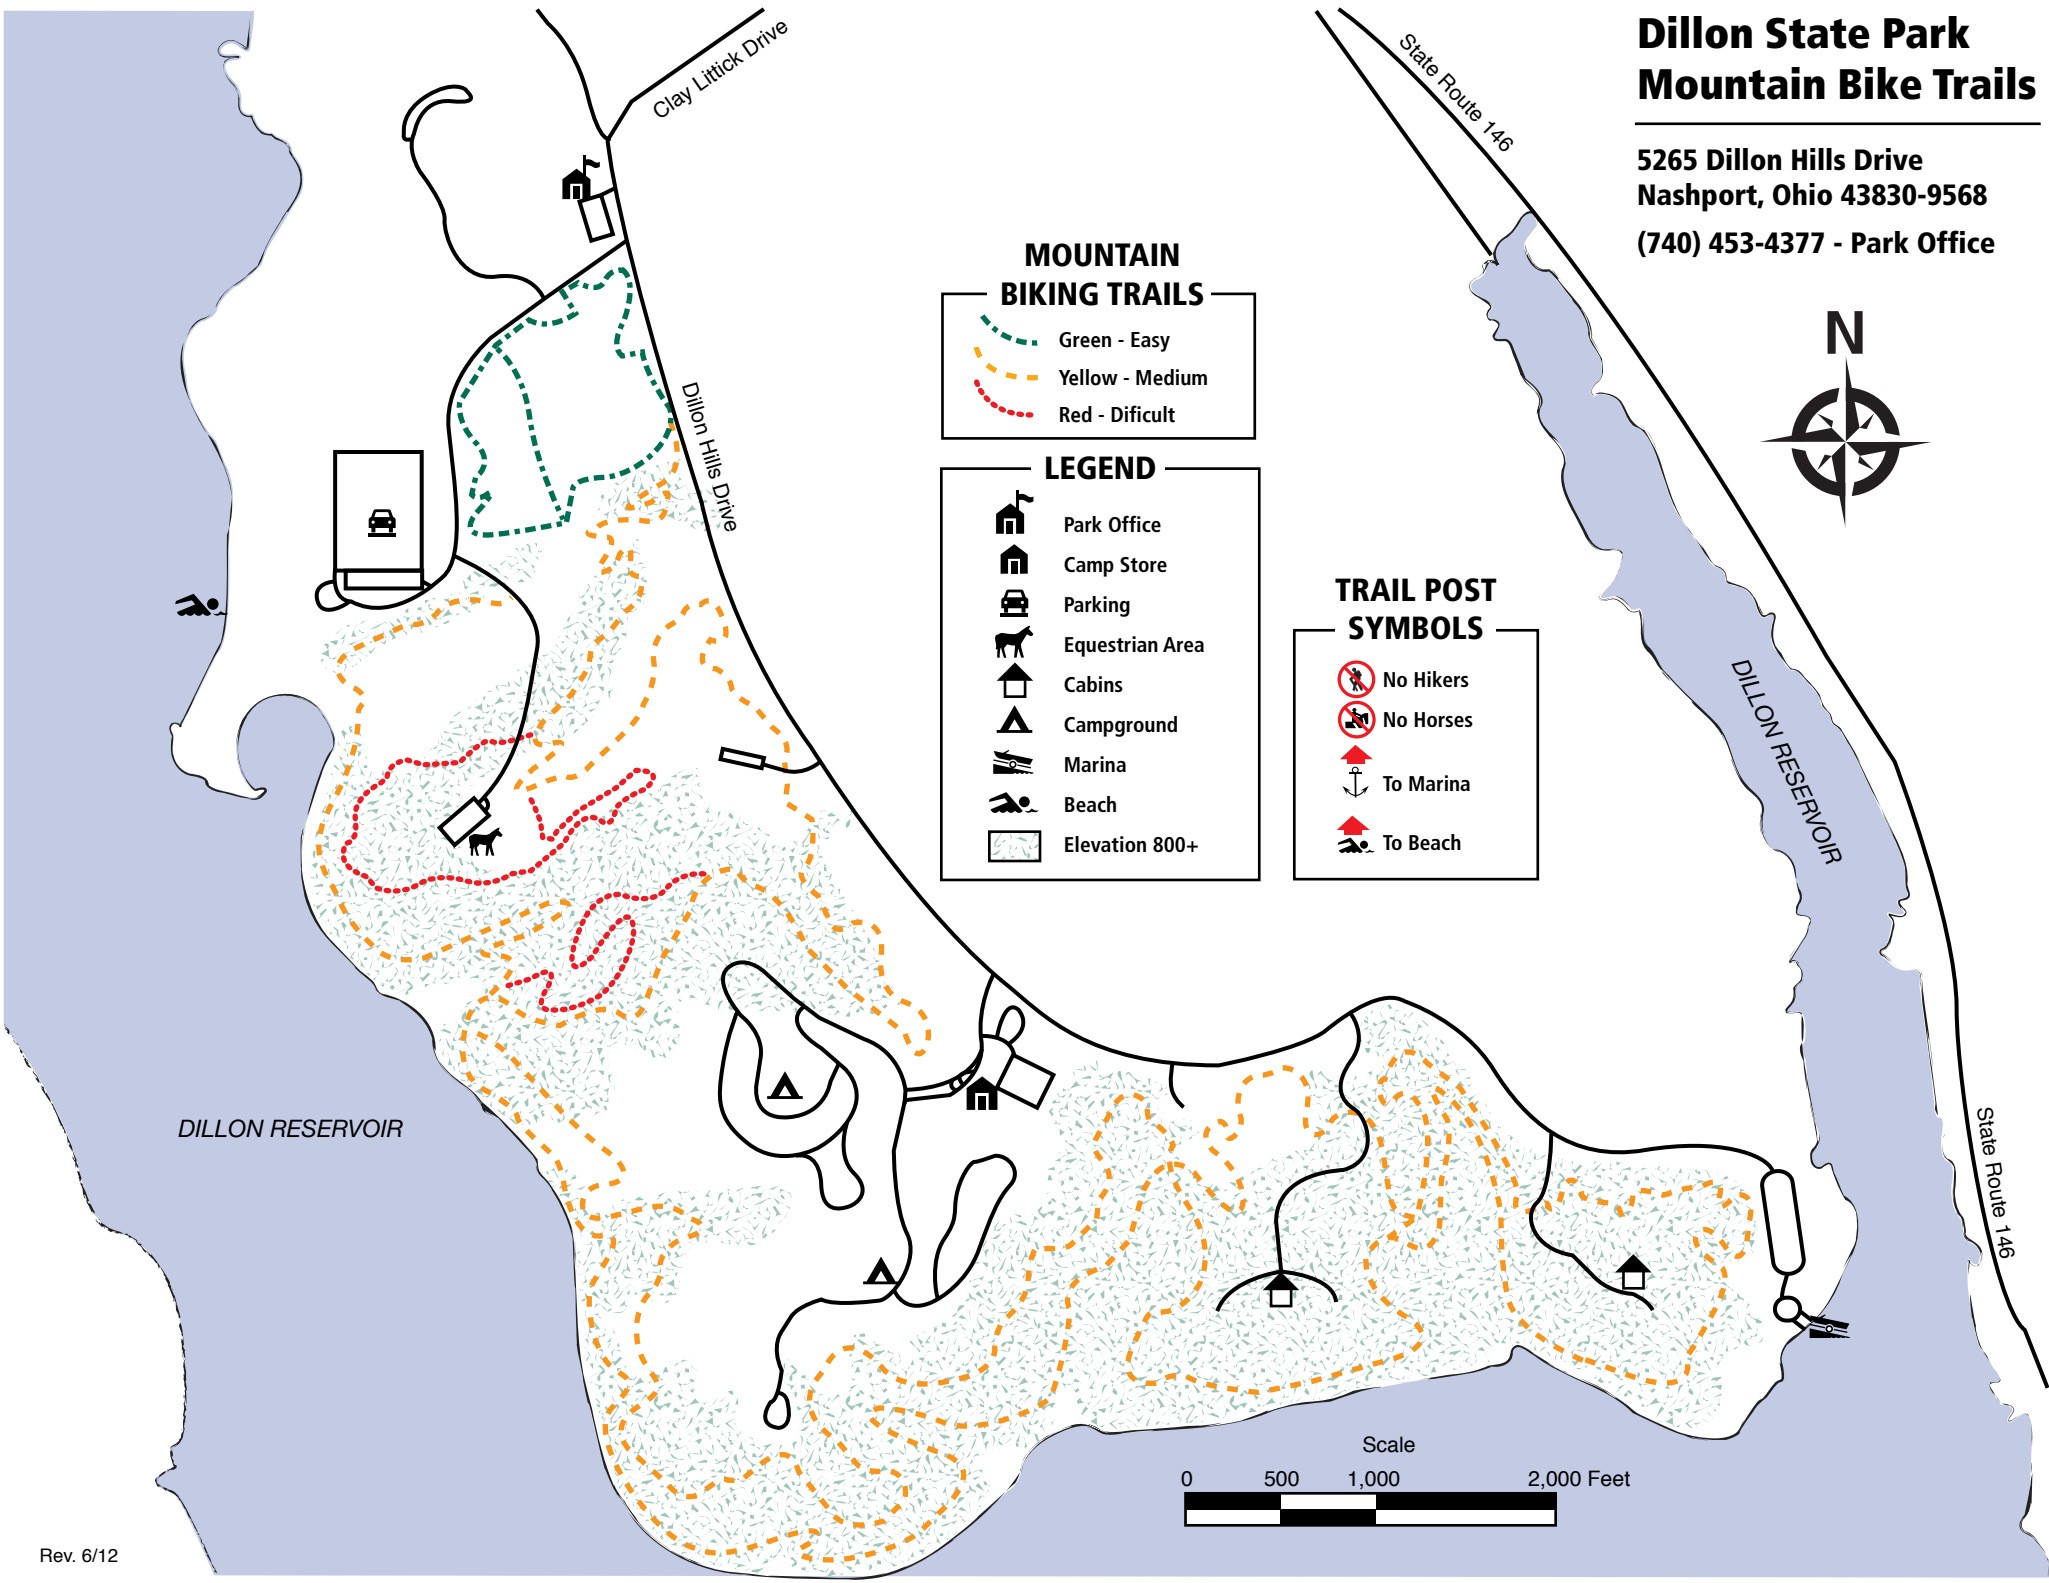 Dillon State Park
Mountain Bike Trails
5265 Dillon Hills Drive
Nashport, Ohio 43830-9568
(740) 453-4377 - Park Office
Clay Littick Drive
State Route 146
N
MOUNTAIN
BIKING TRAILS
Green - Easy
Yellow - Medium
Red - Dificult
Dillon Hills Drive
LEGEND
Park Office
Camp Store
Parking
Equestrian Area
Cabins
Campground
Marina
Beach
Elevation 800+
TRAIL POST
SYMBOLS
No Hikers
No Horses
To Marina
To Beach
DILLON RESERVOIR
DILLON RESERVOIR
State Route 146
Scale
0 500 1,000 2,000 Feet
Rev. 6/12